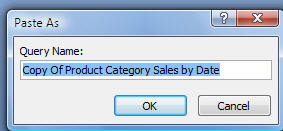 Paste As
Query Name:
Copy Of Product Category Sales by Date
OK
Cancel